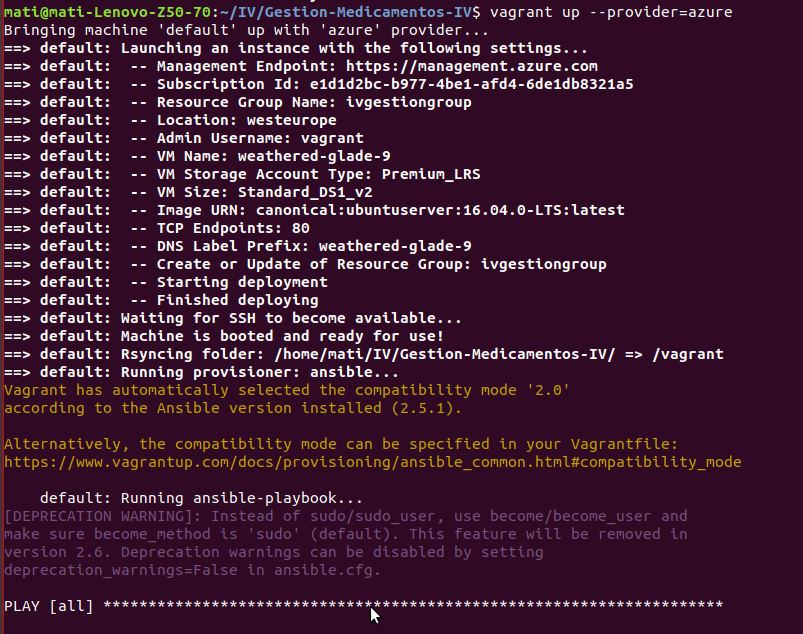 mati@mati-Lenovo-Z50-70:~/IV/Gestion-Medicamentos-IV$ vagrant up --provider=azure
Bringing machine 'default' up with 'azure' provider...
==> default: Launching an instance with the following settings...
==> default:  -- Management Endpoint: https://management.azure.com
==> default:  -- Subscription Id: e1d1d2bc-b977-4be1-afd4-6de1db8321a5
==> default:  -- Resource Group Name: ivgestiongroup
==> default:  -- Location: westeurope
==> default:  -- Admin Username: vagrant
==> default:  -- VM Name: weathered-glade-9
==> default:  -- VM Storage Account Type: Premium_LRS
==> default:  -- VM Size: Standard_DS1_v2
==> default:  -- Image URN: canonical:ubuntuserver:16.04.0-LTS:latest
==> default:  -- TCP Endpoints: 80
==> default:  -- DNS Label Prefix: weathered-glade-9
==> default:  -- Create or Update of Resource Group: ivgestiongroup
==> default:  -- Starting deployment
==> default:  -- Finished deploying
==> default: Waiting for SSH to become available...
==> default: Machine is booted and ready for use!
==> default: Rsyncing folder: /home/mati/IV/Gestion-Medicamentos-IV/ => /vagrant
==> default: Running provisioner: ansible...
Vagrant has automatically selected the compatibility mode '2.0'
according to the Ansible version installed (2.5.1).
Alternatively, the compatibility mode can be specified in your Vagrantfile:
https://www.vagrantup.com/docs/provisioning/ansible_common.html#compatibility_mode
    default: Running ansible-playbook...
[DEPRECATION WARNING]: Instead of sudo/sudo_user, use become/become_user and
make sure become_method is 'sudo' (default). This feature will be removed in
version 2.6. Deprecation warnings can be disabled by setting
deprecation_warnings=False in ansible.cfg.
PLAY [all] *********************************************************************